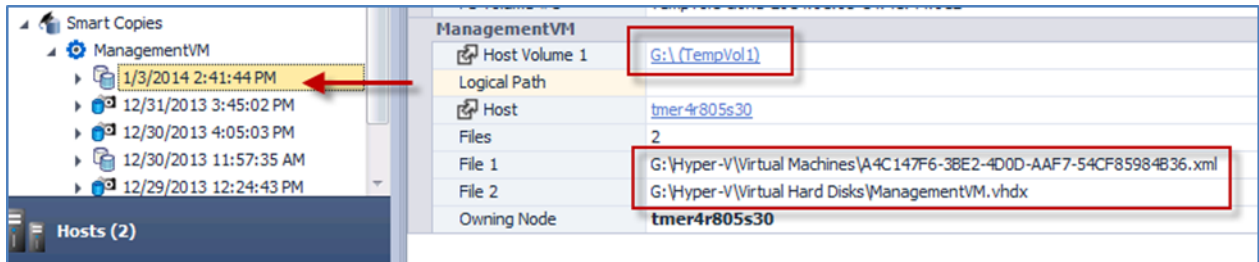 Smart Copies
ManagementVM
1/3/2014 2:41:44 PM
12/31/2013 3:45:02 PM
12/30/2013 4:05:03 PM
12/30/2013 11:57:35 AM
12/29/2013 12:24:43 PM
Hosts (2)
ManagementVM
Host Volume 1 G:\ (TempVol1)
Logical Path
Host tmer4r805s30
Files 2
File 1 G:\Hyper-V\Virtual Machines\A4C147F6-3BE2-4D0D-AAF7-54CF85984B36.xml
File 2 G:\Hyper-V\Virtual Hard Disks\ManagementVM.vhdx
Owning Node tmer4r805s30